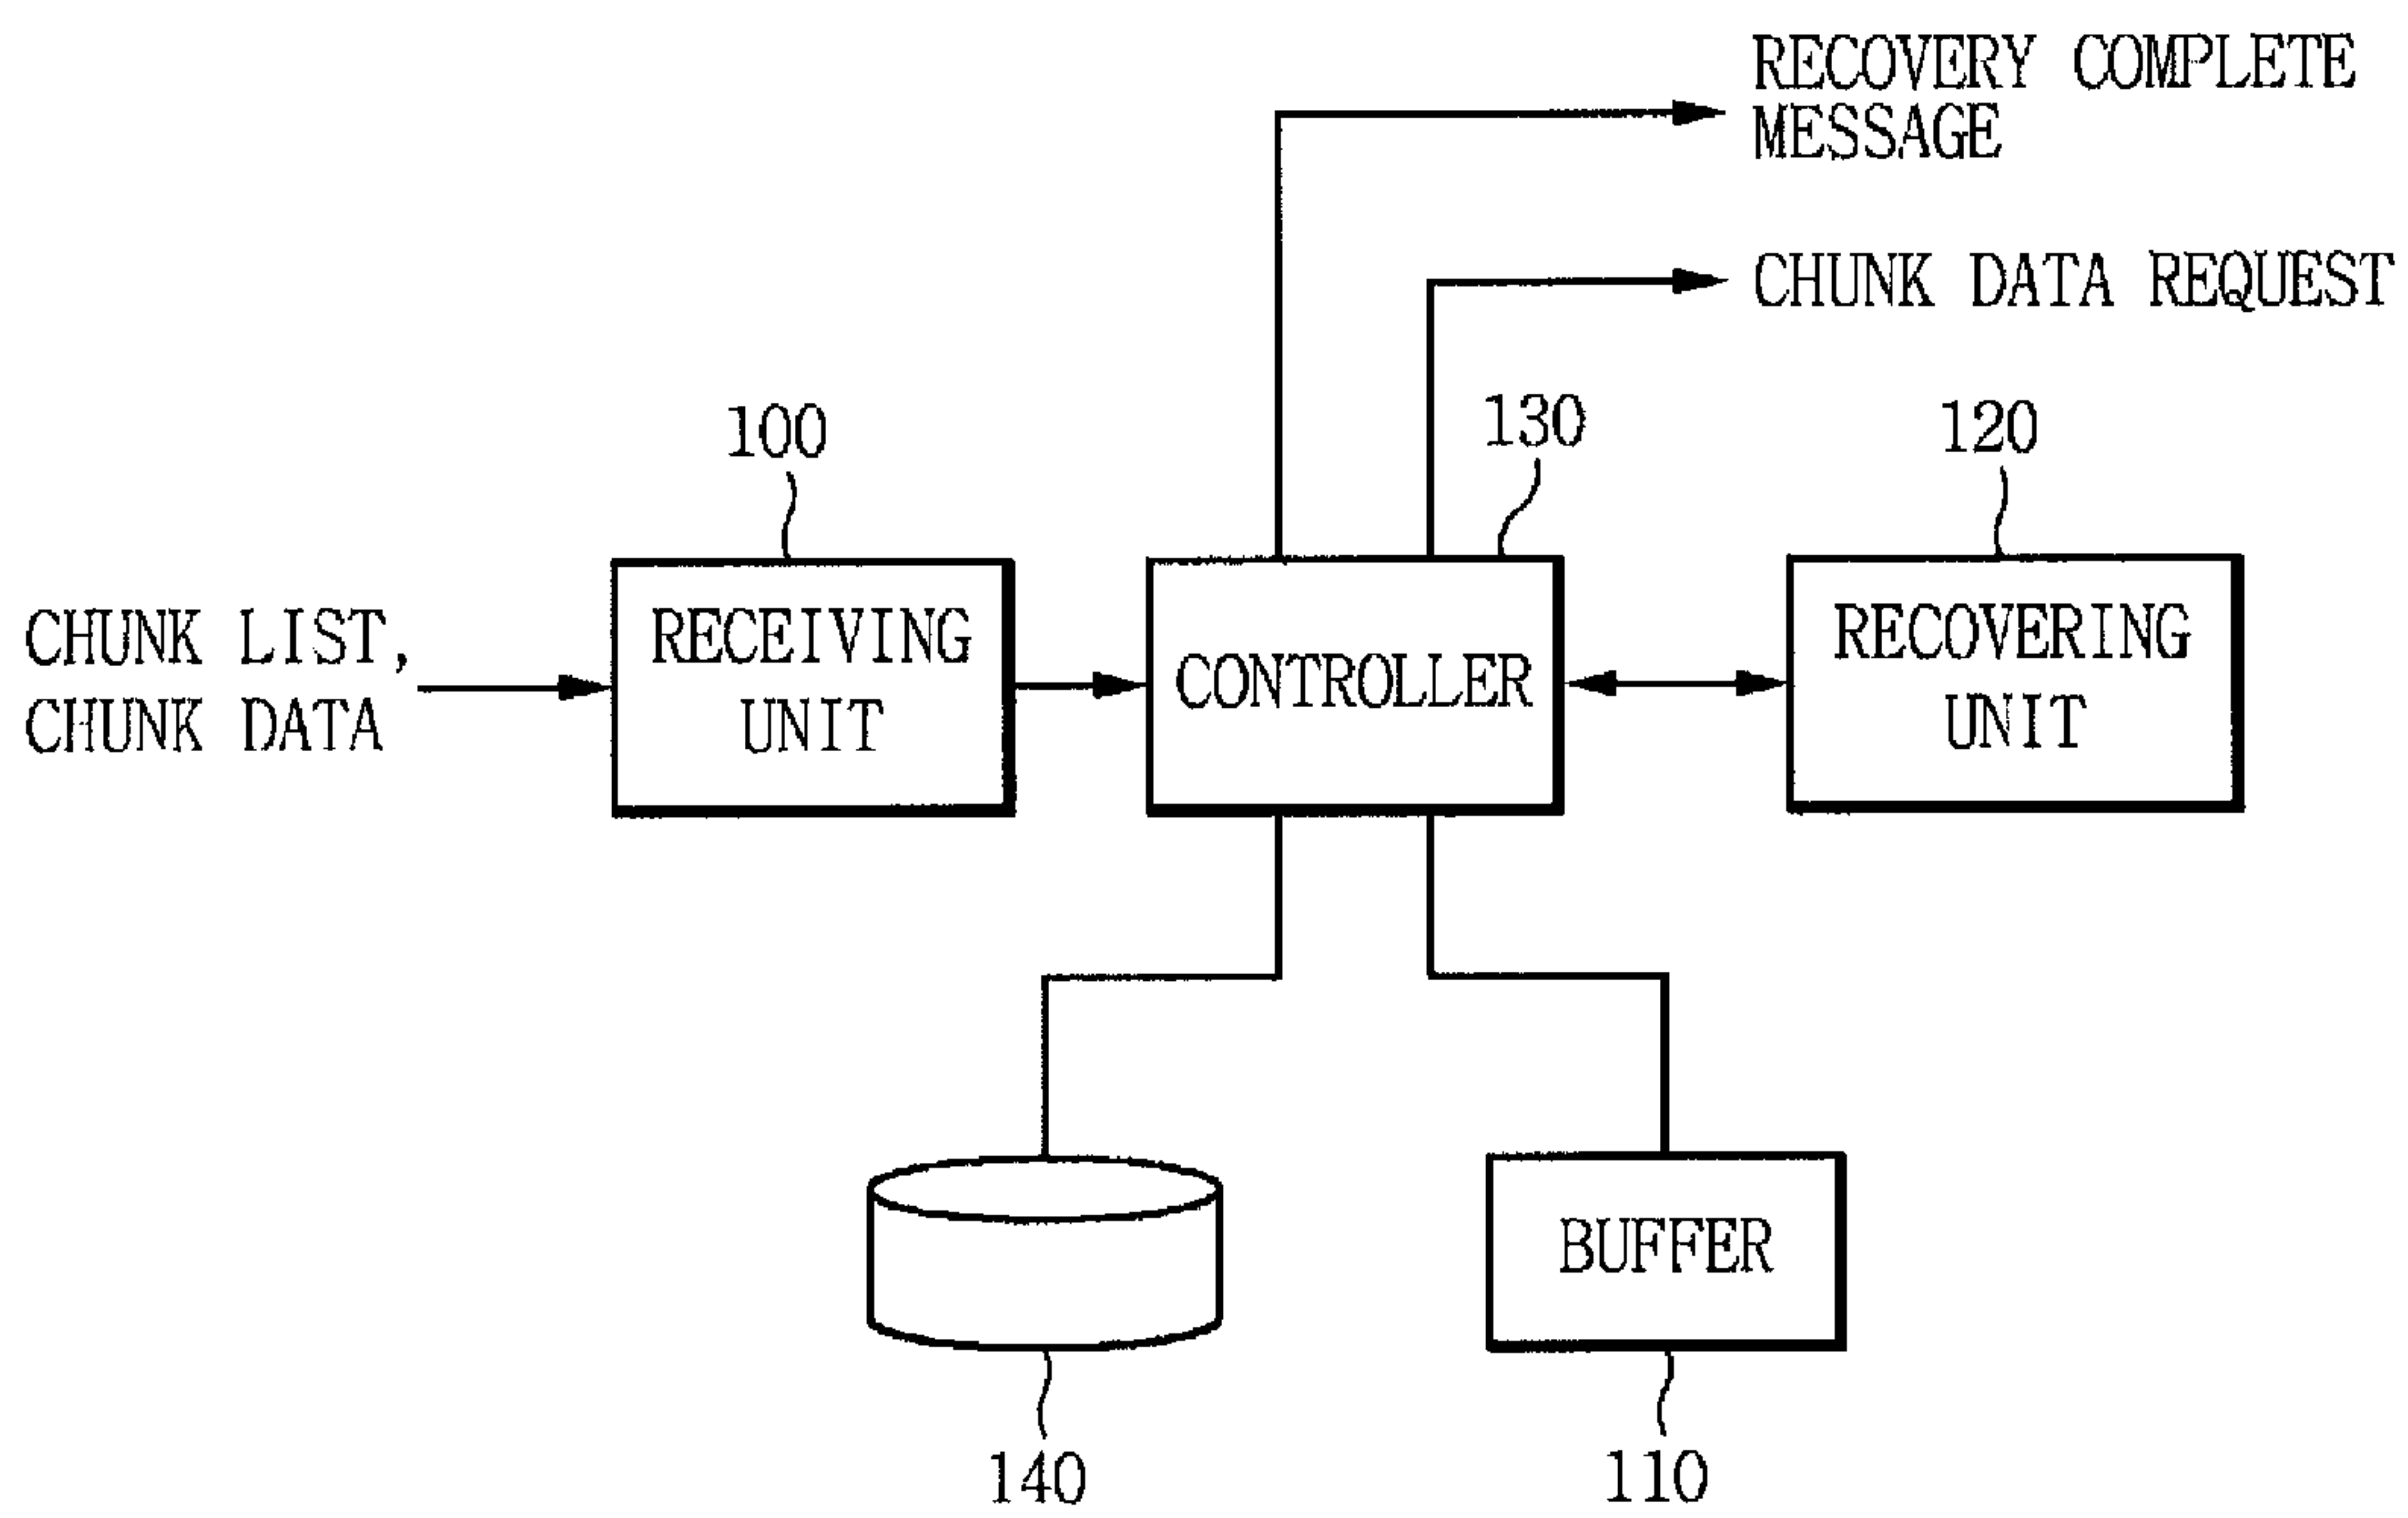 RECOVERY COMPLETE
MESSAGE
CHUNK DATA REQUEST
100
130
120
CHUNK LIST,
CHUNK DATA
RECEIVING
UNIT
CONTROLLER
RECOVERING
UNIT
BUFFER
140
110